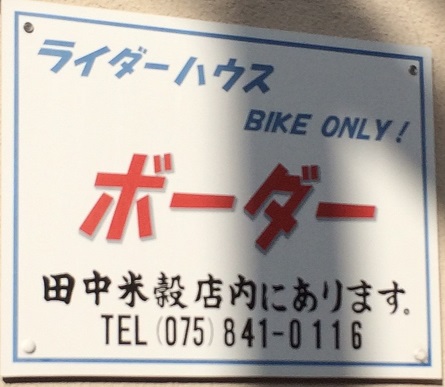 ライダーハウス
BIKE ONLY!
ボーダー
田中米穀店内にあります。
TEL(075)841-0116